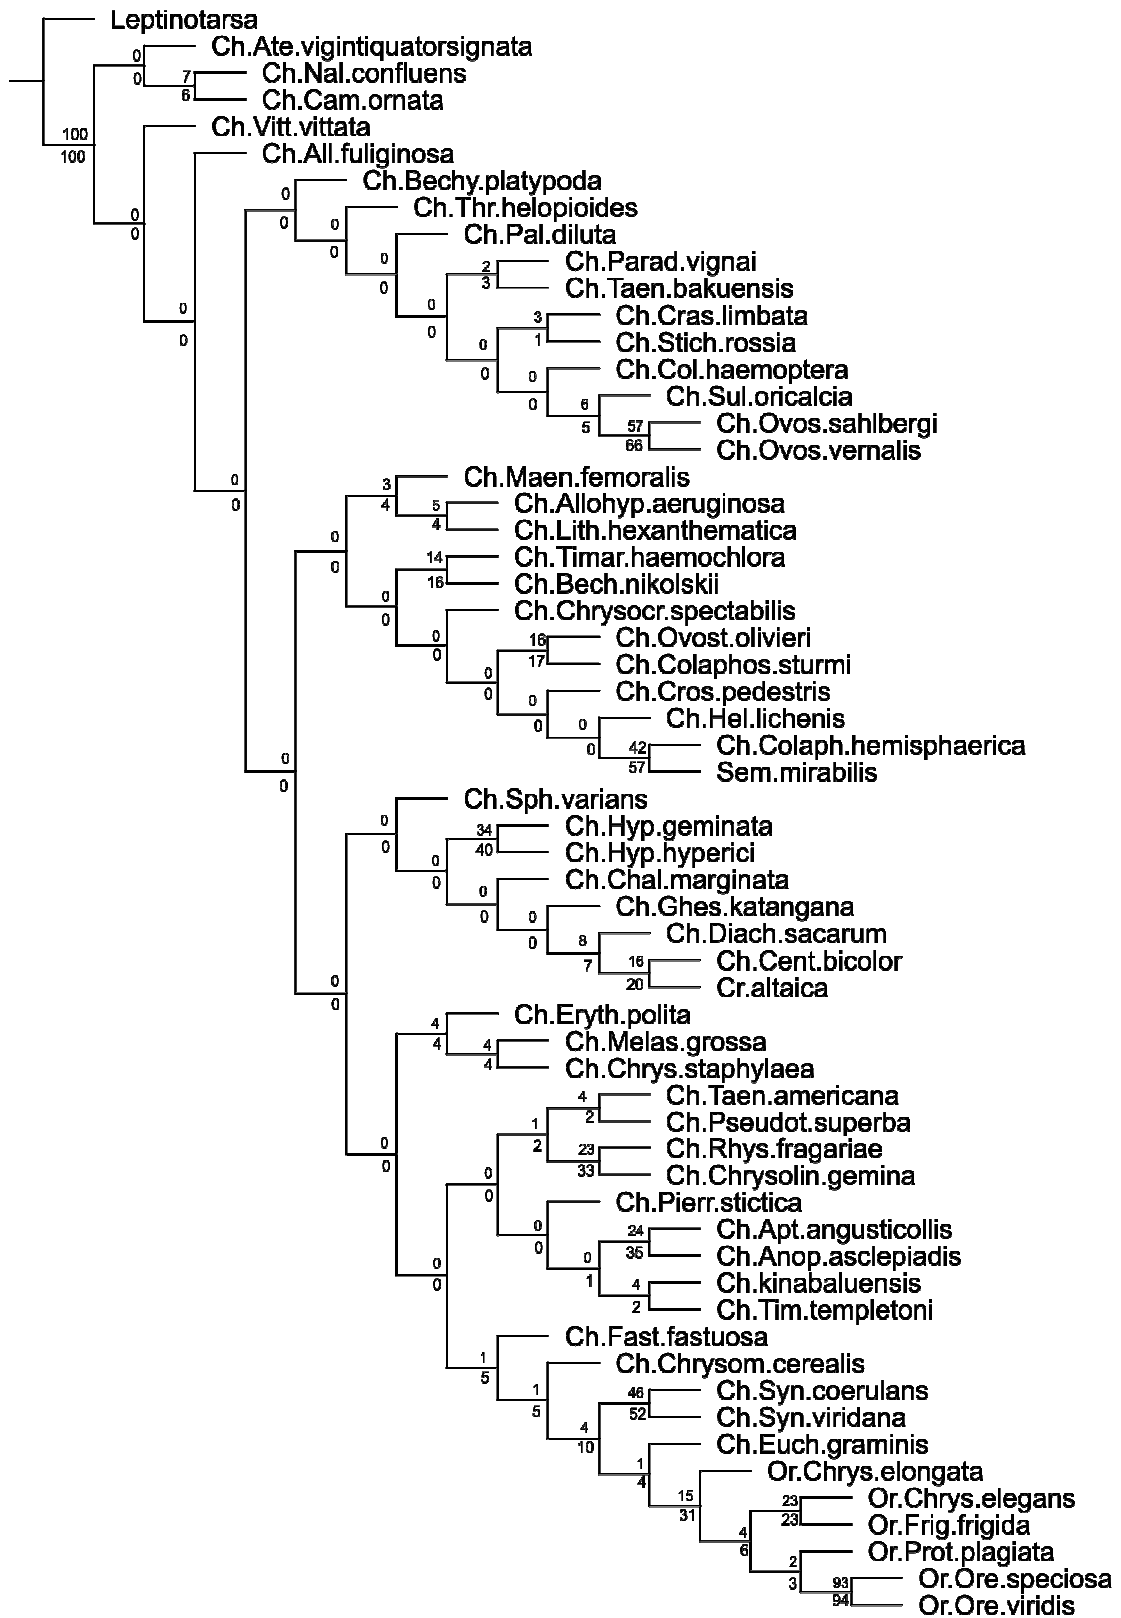 Leptinotarsa
0 Ch.Ate.vigintiquatorsignata
0 7 Ch.Nal.confluens
6 Ch.Cam.ornata
100 Ch.Vitt.vittata
100 Ch.All.fuliginosa
0 Ch.Bechy.platypoda
0 0 0 Ch.Thr.helopioides
0 0 0 Ch.Pal.diluta
2 Ch.Parad.vignai
0 3 Ch.Taen.bakuensis
0 0 3 Ch.Cras.limbata
0 0 1 Ch.Stich.rossia
0 0 Ch.Col.haemoptera
0 6 Ch.Sul.oricalcia
5 57 Ch.Ovos.sahlbergi
66 Ch.Ovos.vernalis
0 3 Ch.Maen.femoralis
0 4 5 Ch.Allohyp.aeruginosa
4 Ch.Lith.hexanthematica
0 14 Ch.Timar.haemochlora
0 16 Ch.Bech.nikolskii
0 Ch.Chrysocr.spectabilis
0 0 16 Ch.Ovost.olivieri
0 17 Ch.Colaphos.sturmi
0 0 0 Ch.Cros.pedestris
0 0 Ch.Hel.lichenis
0 0 42 Ch.Colaph.hemisphaerica
57 Sem.mirabilis
0 Ch.Sph.varians
0 34 Ch.Hyp.geminata
0 40 Ch.Hyp.hyperici
0 0 0 Ch.Chal.marginata
0 0 Ch.Ghes.katangana
0 8 Ch.Diach.sacarum
7 16 Ch.Cent.bicolor
0 20 Cr.altaica
0 4 Ch.Eryth.polita
4 4 Ch.Melas.grossa
4 Ch.Chrys.staphylaea
4 Ch.Taen.americana
1 2 Ch.Pseudot.superba
0 2 23 Ch.Rhys.fragariae
0 0 33 Ch.Chrysolin.gemina
0 Ch.Pierr.stictica
0 24 Ch.Apt.angusticollis
0 0 35 Ch.Anop.asclepiadis
0 0 1 4 Ch.kinabaluensis
2 Ch.Tim.templetoni
1 Ch.Fast.fastuosa
5 1 Ch.Chrysom.cerealis
5 46 Ch.Syn.coerulans
4 52 Ch.Syn.viridana
10 Ch.Euch.graminis
1 4 Or.Chrys.elongata
15 23 Or.Chrys.elegans
31 23 Or.Frig.frigida
4 6 2 Or.Prot.plagiata
3 93 Or.Ore.speciosa
94 Or.Ore.viridis